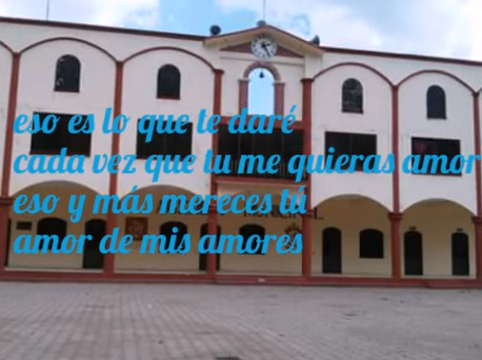 eso es lo que te daré
cada vez que tu me quieras amor
eso y más mereces tú
amor de mis amores